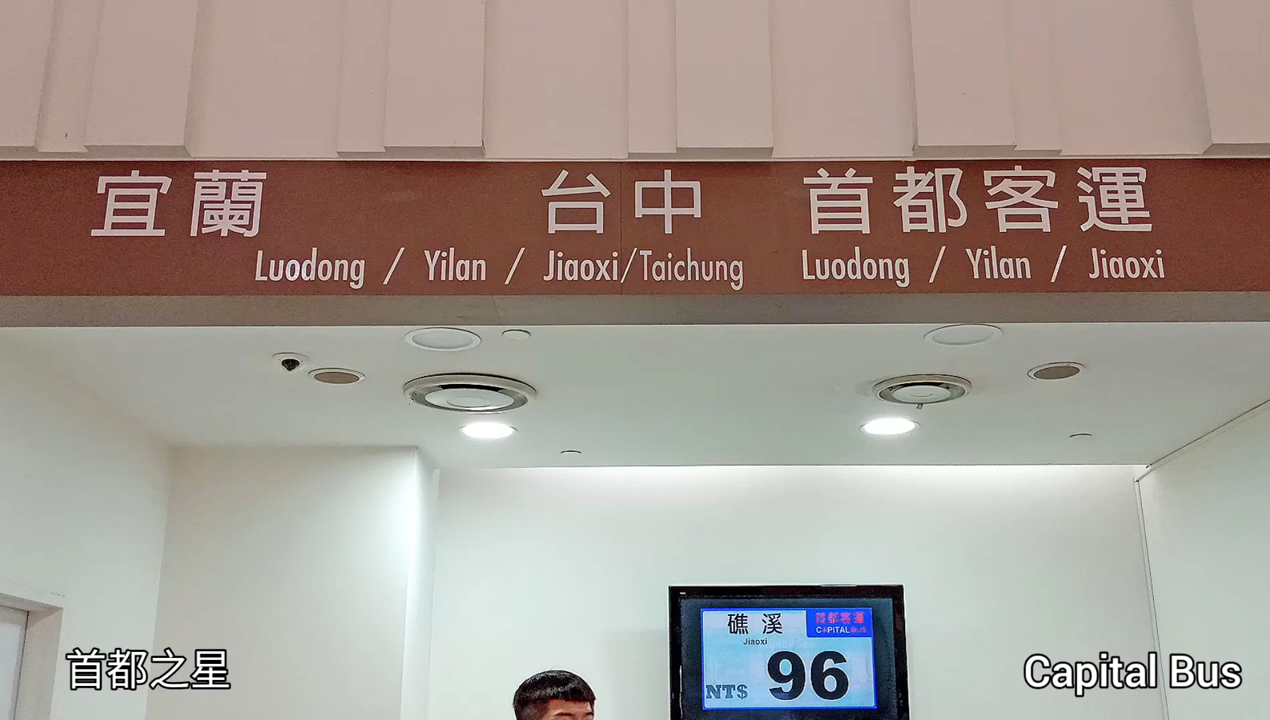 宜蘭 台中 首都客運
Luodong / Yilan / Jiaoxi/Taichung Luodong / Yilan / Jiaoxi
礁溪 首都客運
Jiaoxi CAPITAL BUS
NT$ 96
首都之星 Capital Bus